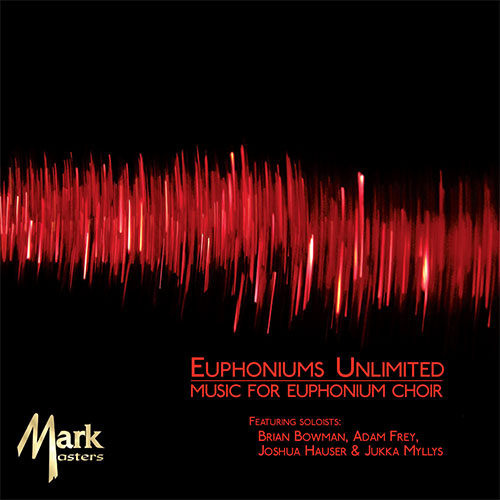 Euphoniums Unlimited
music for euphonium choir
Featuring soloists:
Brian Bowman, Adam Frey,
Joshua Hauser & Jukka Myllys
Mark
Masters